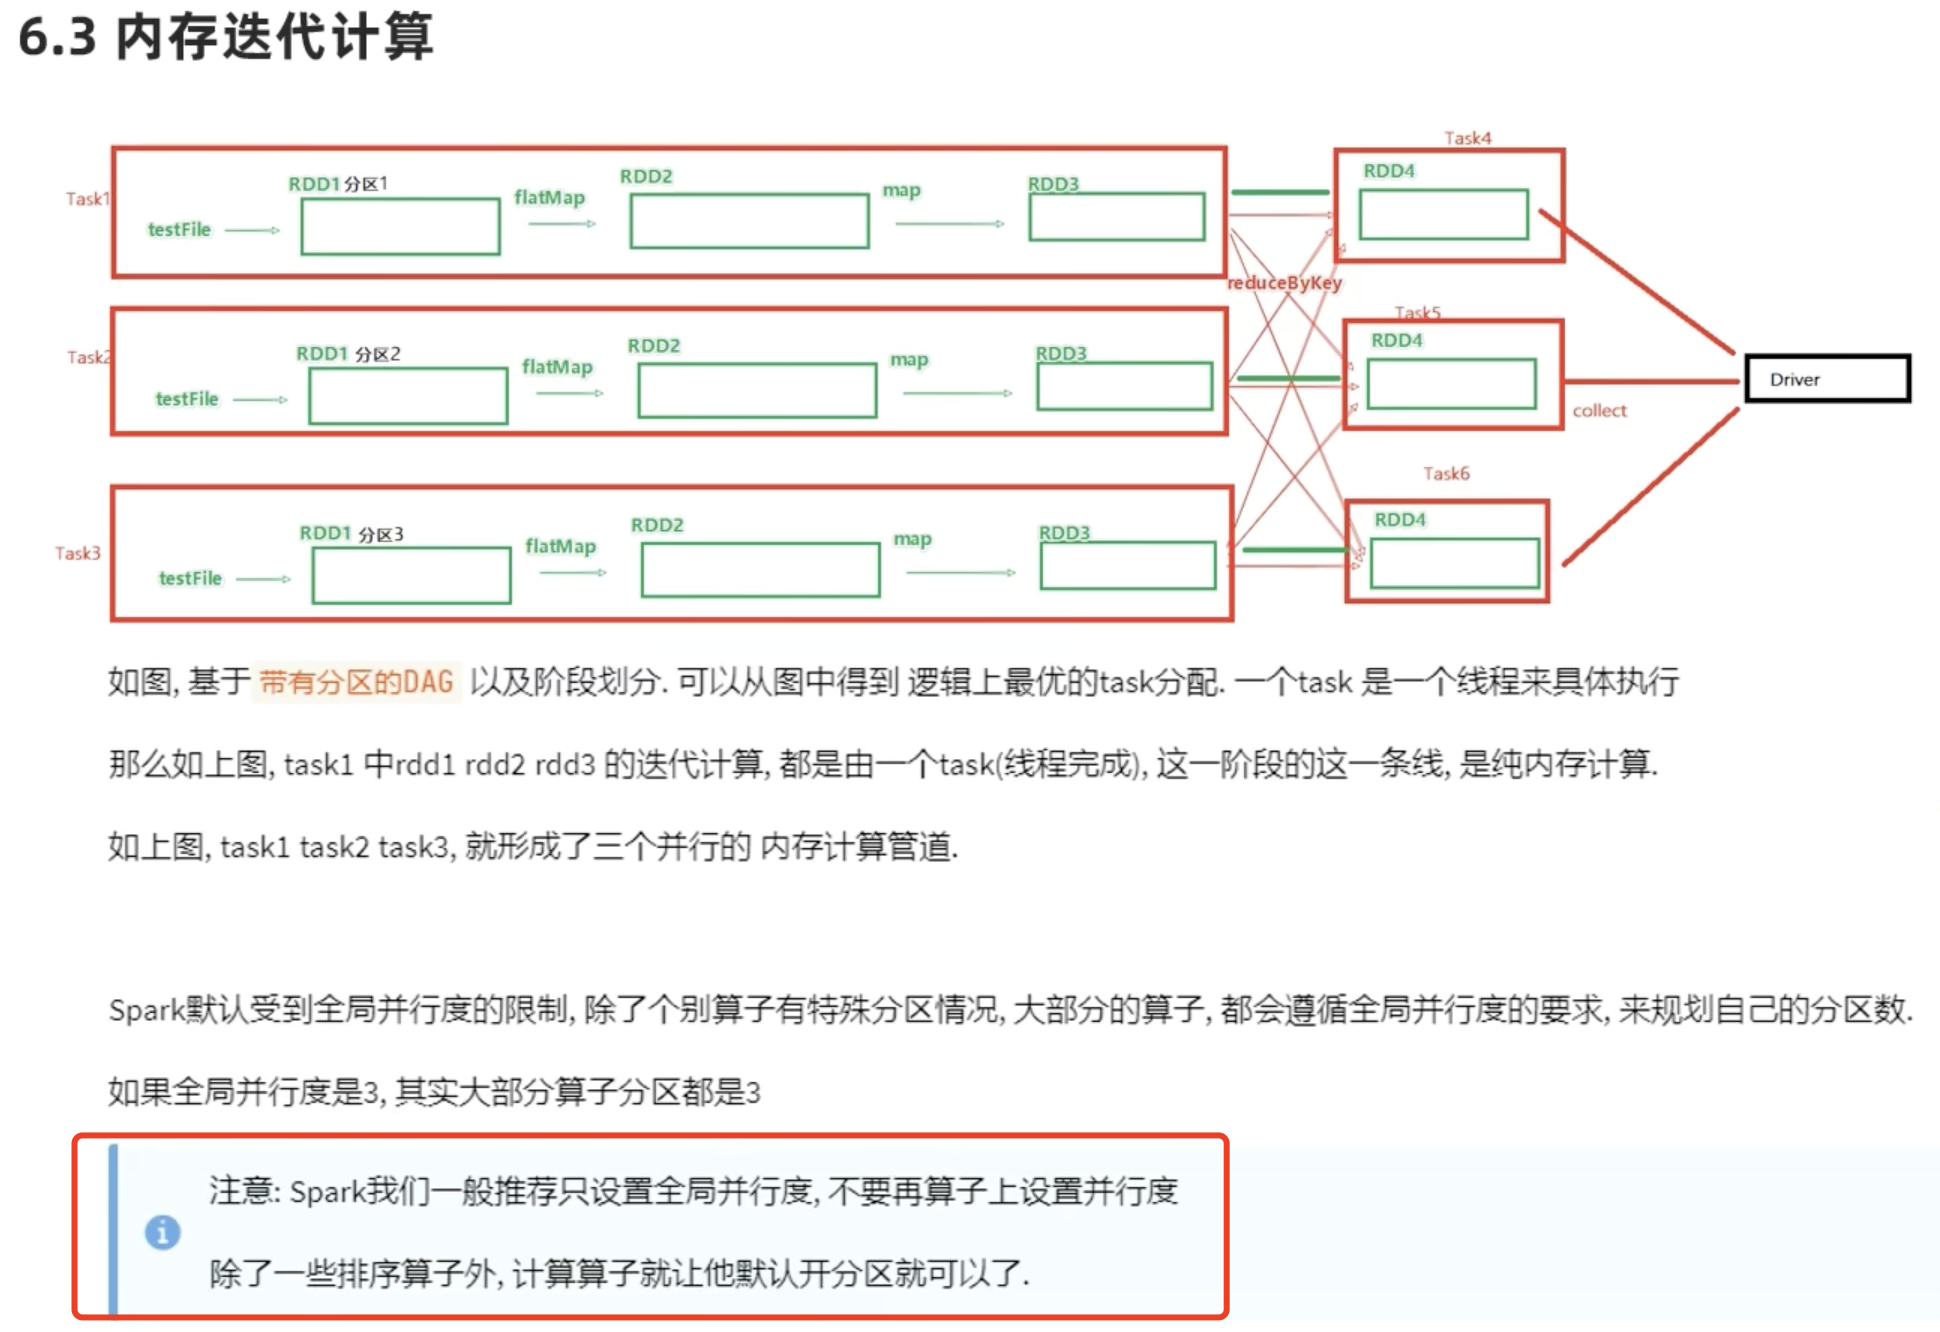 6.3 内存迭代计算
Task4
Task1
RDD1 分区1
flatMap
RDD2
map
RDD3
RDD4
testFile
reduceByKey
Task5
Task2
RDD1 分区2
flatMap
RDD2
map
RDD3
RDD4
testFile
Driver
collect
Task6
Task3
RDD1 分区3
flatMap
RDD2
map
RDD3
RDD4
testFile
如图, 基于 带有分区的DAG 以及阶段划分. 可以从图中得到 逻辑上最优的task分配. 一个task 是一个线程来具体执行
那么如上图, task1 中rdd1 rdd2 rdd3 的迭代计算, 都是由一个task(线程完成), 这一阶段的这一条线, 是纯内存计算.
如上图, task1 task2 task3, 就形成了三个并行的 内存计算管道.
Spark默认受到全局并行度的限制, 除了个别算子有特殊分区情况, 大部分的算子, 都会遵循全局并行度的要求, 来规划自己的分区数.
如果全局并行度是3, 其实大部分算子分区都是3
注意: Spark我们一般推荐只设置全局并行度, 不要再算子上设置并行度
除了一些排序算子外, 计算算子就让他默认开分区就可以了.